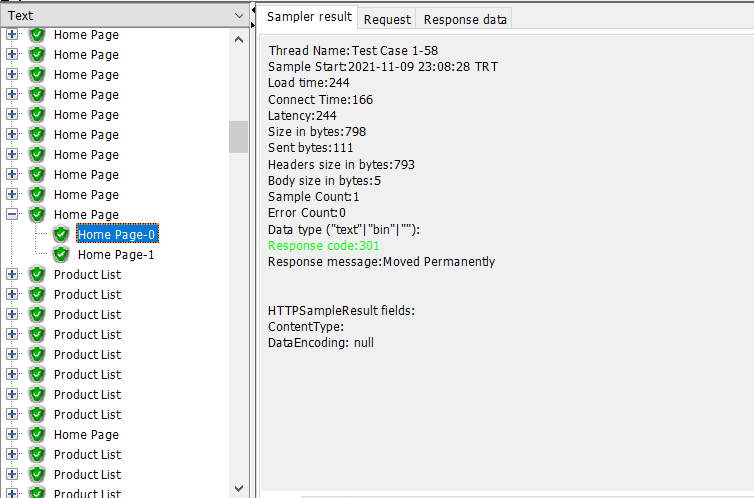 Text
Home Page
Home Page
Home Page
Home Page
Home Page
Home Page
Home Page
Home Page
Home Page
Home Page
Home Page-0
Home Page-1
Product List
Product List
Product List
Product List
Product List
Product List
Product List
Product List
Home Page
Product List
Product List
Product List
Sampler result
Request
Response data
Thread Name:Test Case 1-58
Sample Start:2021-11-09 23:08:28 TRT
Load time:244
Connect Time:166
Latency:244
Size in bytes:798
Sent bytes:111
Headers size in bytes:793
Body size in bytes:5
Sample Count:1
Error Count:0
Data type ("text"|"bin"|""):
Response code:301
Response message:Moved Permanently
HTTPSampleResult fields:
ContentType:
DataEncoding: null